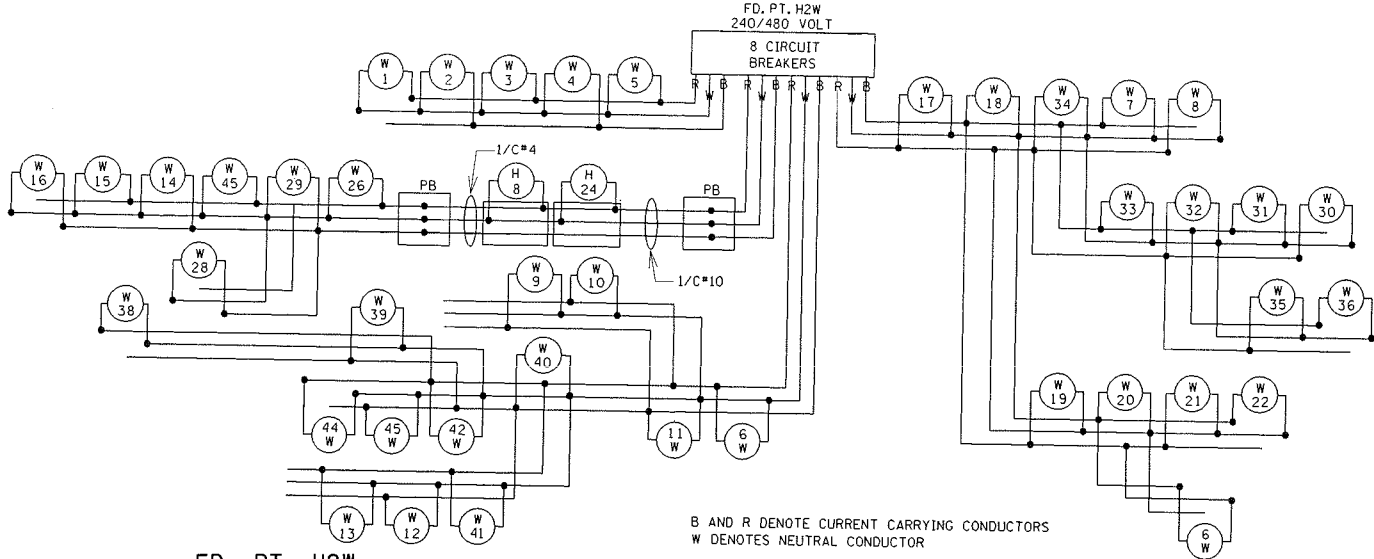 FD. PT. H2W
240/480 VOLT
8 CIRCUIT
BREAKERS
R W B R W B R W B R W B
W 1
W 2
W 3
W 4
W 5
W 17
W 18
W 34
W 7
W 8
1/C#4
W 16
W 15
W 14
W 45
W 29
W 26
PB
H 8
H 24
PB
W 33
W 32
W 31
W 30
W 28
1/C#10
W 9
W 10
W 38
W 39
W 35
W 36
W 40
W 19
W 20
W 21
W 22
44 W
45 W
42 W
11 W
6 W
W 13
W 12
W 41
6 W
B AND R DENOTE CURRENT CARRYING CONDUCTORS
W DENOTES NEUTRAL CONDUCTOR